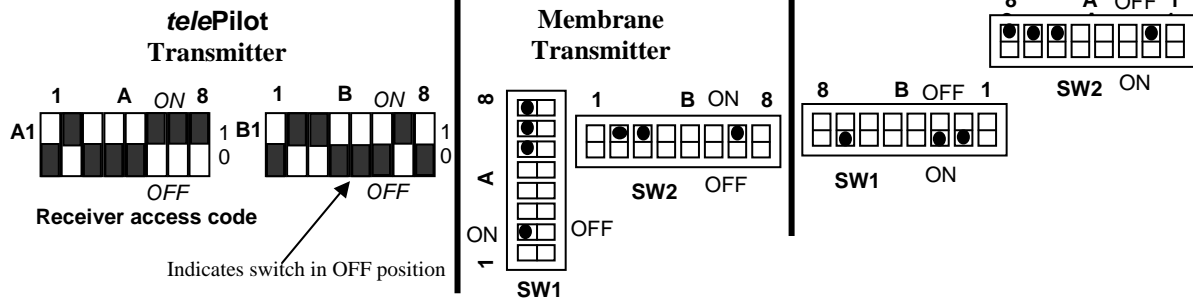 telePilot
Transmitter
1 A ON 8
A1
1
0
OFF
1 B ON 8
B1
1
0
OFF
Receiver access code
Indicates switch in OFF position
Membrane
Transmitter
8
A
ON
1
OFF
SW1
1 B ON 8
SW2 OFF
8 A OFF 1
SW2 ON
8 B OFF 1
SW1 ON